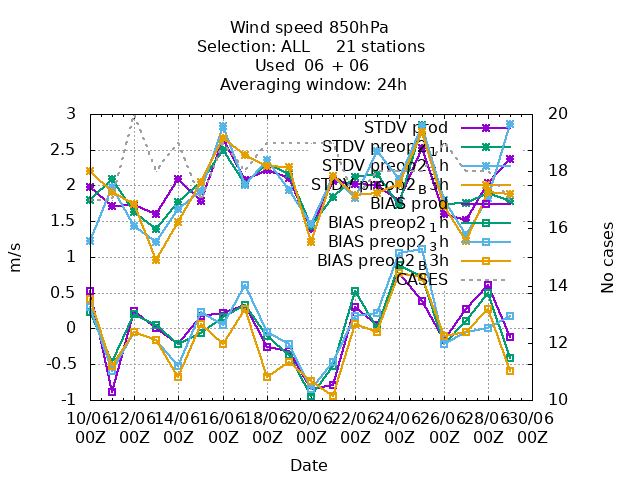 Wind speed 850hPa
Selection: ALL 21 stations
Used 06 + 06
Averaging window: 24h
STDV prod
STDV preop2_1h
STDV preop2_3h
STDV preop2_B3h
BIAS prod
BIAS preop2_1h
BIAS preop2_3h
BIAS preop2_B3h
CASES
3
2.5
2
1.5
1
0.5
0
-0.5
-1
20
18
16
14
12
10
m/s
No cases
10/06 12/06 14/06 16/06 18/06 20/06 22/06 24/06 26/06 28/06 30/06
00Z 00Z 00Z 00Z 00Z 00Z 00Z 00Z 00Z 00Z 00Z
Date